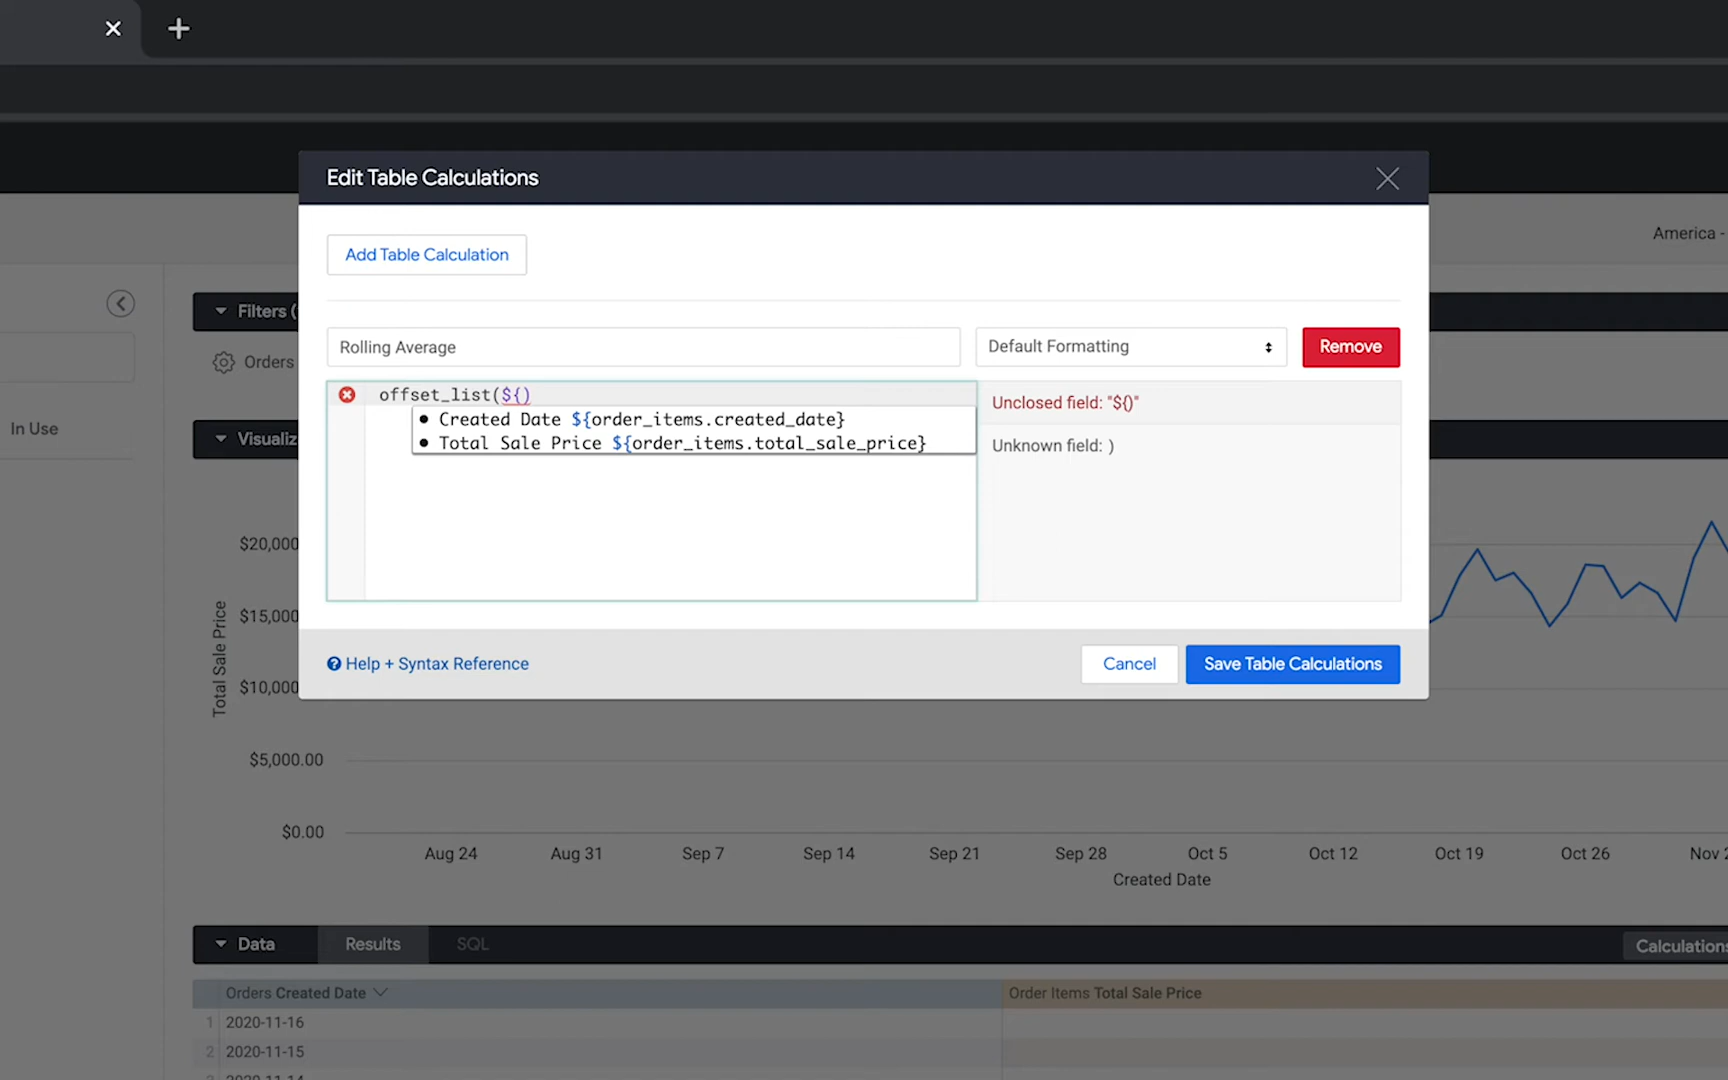 Edit Table Calculations
America -
Add Table Calculation
Filters (
Rolling Average
Default Formatting
Remove
Orders
offset_list(${)
Unclosed field: "${)"
Created Date ${order_items.created_date}
In Use
Visualiz
Total Sale Price ${order_items.total_sale_price}
Unknown field: )
$20,000
$15,000
Help + Syntax Reference
Cancel
Save Table Calculations
Total Sale Price
$10,000
$5,000.00
$0.00
Aug 24
Aug 31
Sep 7
Sep 14
Sep 21
Sep 28
Oct 5
Oct 12
Oct 19
Oct 26
Nov 2
Created Date
Data
Results
SQL
Calculations
Orders Created Date
Order Items Total Sale Price
1 2020-11-16
2 2020-11-15
3 2020-11-14